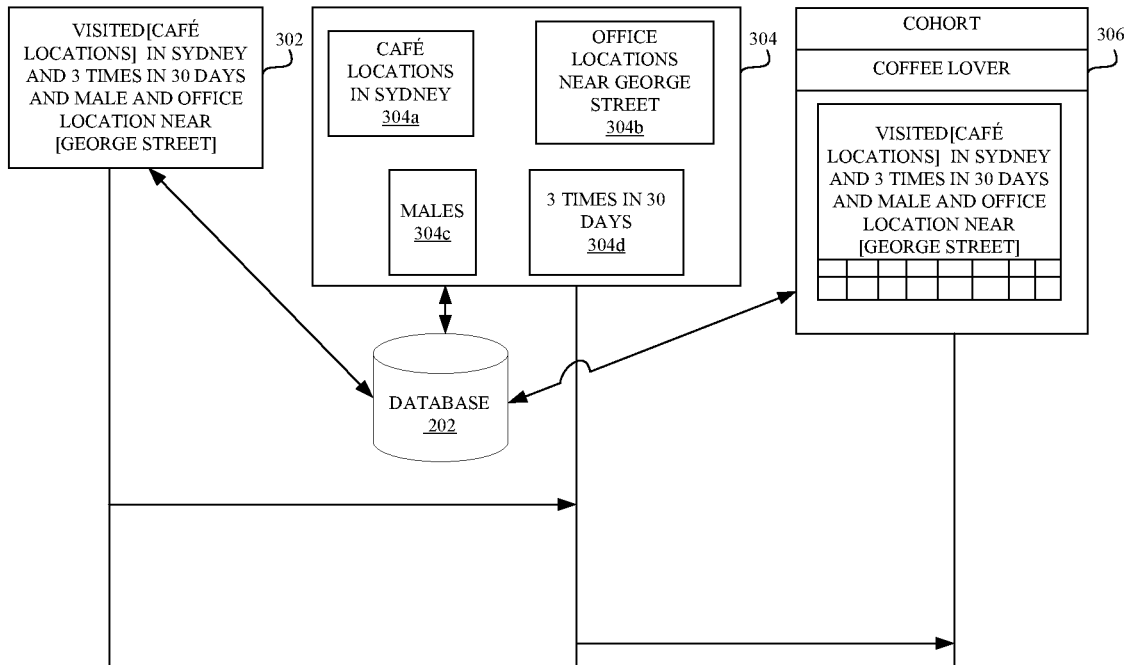 VISITED[CAFÉ
LOCATIONS] IN SYDNEY
AND 3 TIMES IN 30 DAYS
AND MALE AND OFFICE
LOCATION NEAR
[GEORGE STREET]
302
CAFÉ
LOCATIONS
IN SYDNEY
304a
OFFICE
LOCATIONS
NEAR GEORGE
STREET
304b
MALES
304c
3 TIMES IN 30
DAYS
304d
304
COHORT
COFFEE LOVER
VISITED[CAFÉ
LOCATIONS] IN SYDNEY
AND 3 TIMES IN 30 DAYS
AND MALE AND OFFICE
LOCATION NEAR
[GEORGE STREET]
306
DATABASE
202